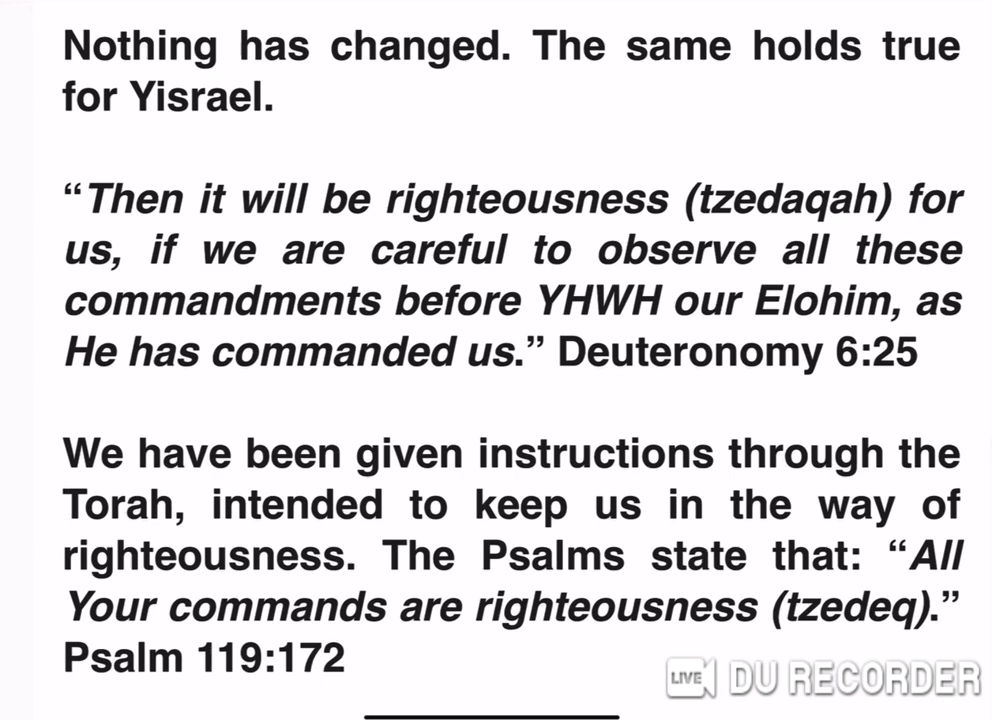 Nothing has changed. The same holds true
for Yisrael.
“Then it will be righteousness (tzedaqah) for
us, if we are careful to observe all these
commandments before YHWH our Elohim, as
He has commanded us.” Deuteronomy 6:25
We have been given instructions through the
Torah, intended to keep us in the way of
righteousness. The Psalms state that: “All
Your commands are righteousness (tzedeq).”
Psalm 119:172
LIVE DU RECORDER